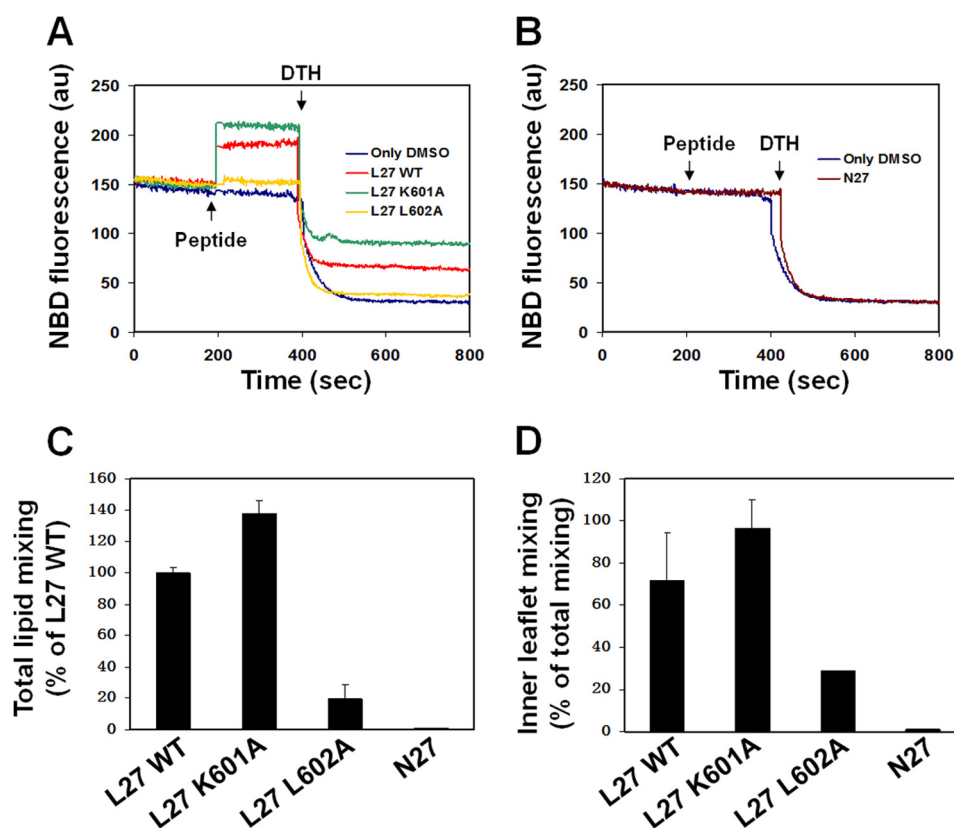 A
NBD fluorescence (au)
250
200
150
100
50
0
DTH
Peptide
Only DMSO
L27 WT
L27 K601A
L27 L602A
0 200 400 600 800
Time (sec)
B
NBD fluorescence (au)
250
200
150
100
50
0
Peptide DTH
Only DMSO
N27
0 200 400 600 800
Time (sec)
C
Total lipid mixing
(% of L27 WT)
160
140
120
100
80
60
40
20
0
L27 WT
L27 K601A
L27 L602A
N27
D
Inner leaflet mixing
(% of total mixing)
120
100
80
60
40
20
0
L27 WT
L27 K601A
L27 L602A
N27